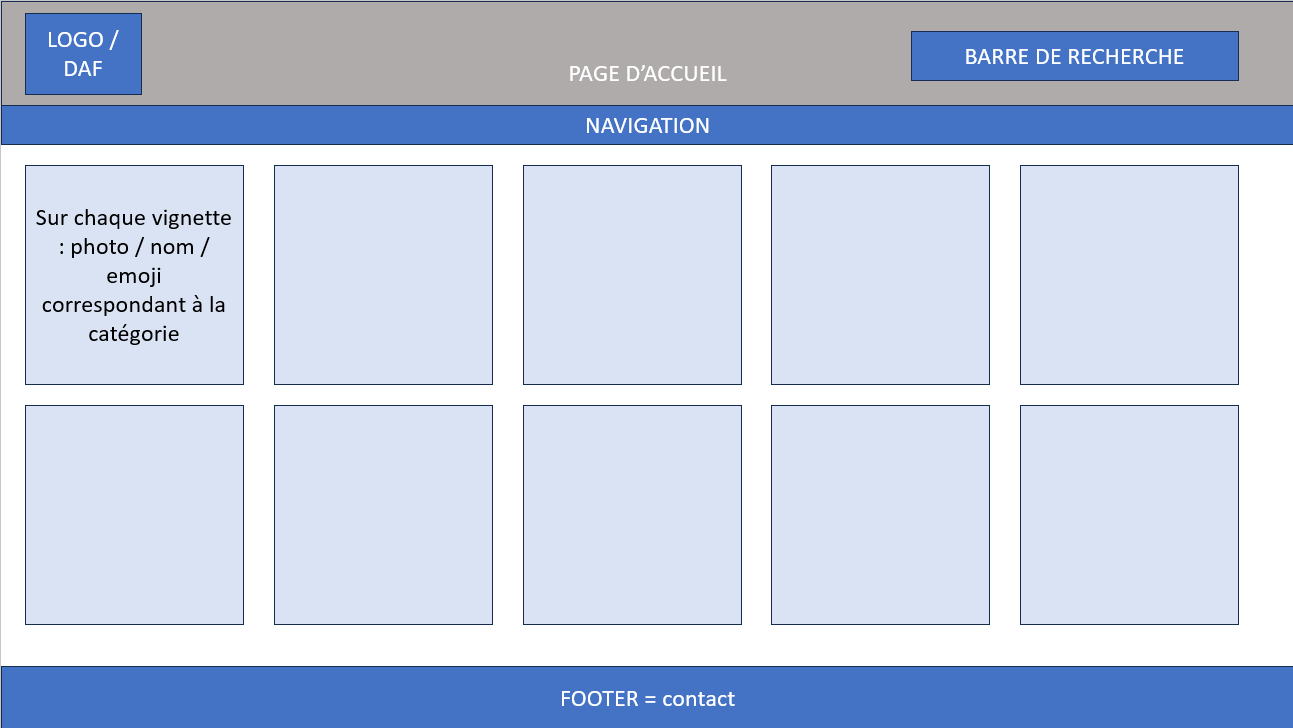 LOGO /
DAF
PAGE D’ACCUEIL
BARRE DE RECHERCHE
NAVIGATION
Sur chaque vignette
: photo / nom /
emoji
correspondant à la
catégorie
FOOTER = contact